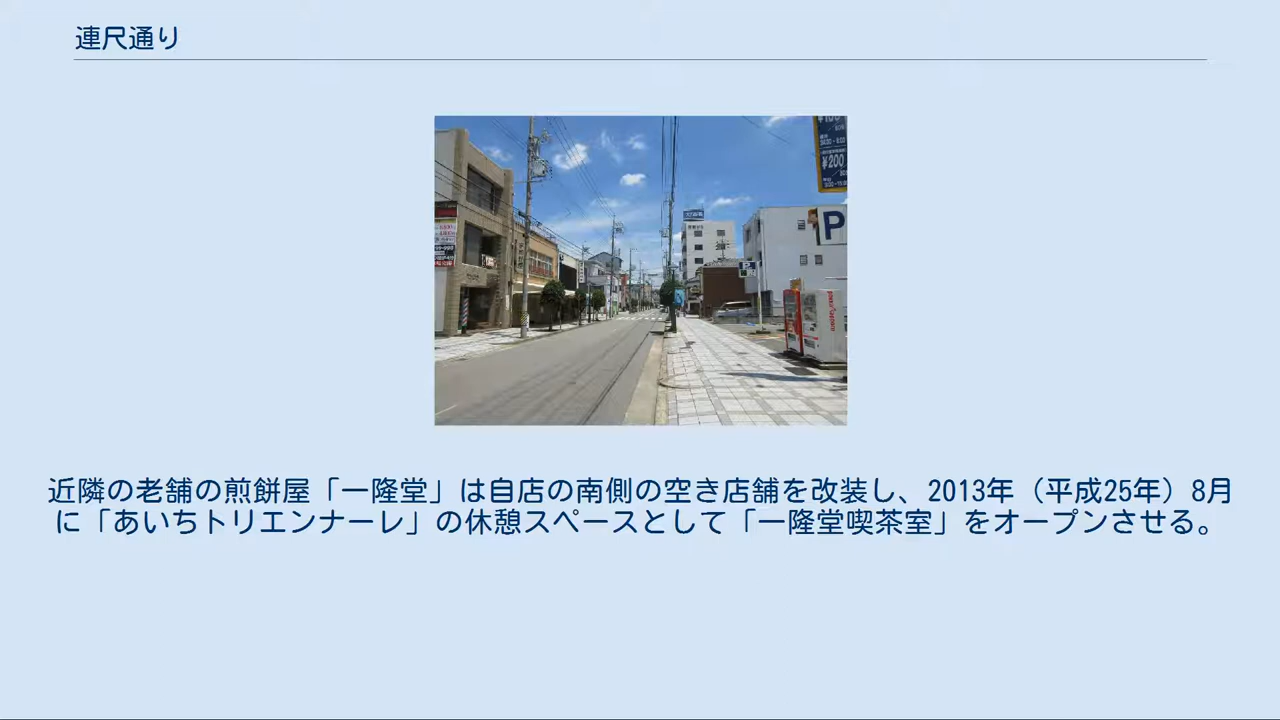 連尺通り
¥200
P
P
近隣の老舗の煎餅屋「一隆堂」は自店の南側の空き店舗を改装し、2013年（平成25年）8月
に「あいちトリエンナーレ」の休憩スペースとして「一隆堂喫茶室」をオープンさせる。